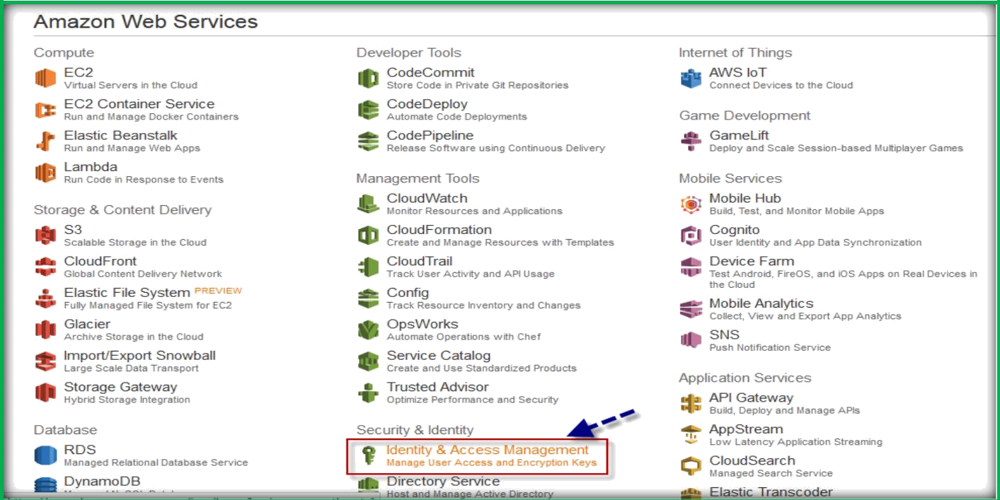 Amazon Web Services
Compute
EC2
Virtual Servers in the Cloud
EC2 Container Service
Run and Manage Docker Containers
Elastic Beanstalk
Run and Manage Web Apps
Lambda
Run Code in Response to Events
Storage & Content Delivery
S3
Scalable Storage in the Cloud
CloudFront
Global Content Delivery Network
Elastic File System PREVIEW
Fully Managed File System for EC2
Glacier
Archive Storage in the Cloud
Import/Export Snowball
Large Scale Data Transport
Storage Gateway
Hybrid Storage Integration
Database
RDS
Managed Relational Database Service
DynamoDB
Developer Tools
CodeCommit
Store Code in Private Git Repositories
CodeDeploy
Automate Code Deployments
CodePipeline
Release Software using Continuous Delivery
Management Tools
CloudWatch
Monitor Resources and Applications
CloudFormation
Create and Manage Resources with Templates
CloudTrail
Track User Activity and API Usage
Config
Track Resource Inventory and Changes
OpsWorks
Automate Operations with Chef
Service Catalog
Create and Use Standardized Products
Trusted Advisor
Optimize Performance and Security
Security & Identity
Identity & Access Management
Manage User Access and Encryption Keys
Directory Service
Host and Manage Active Directory
Internet of Things
AWS IoT
Connect Devices to the Cloud
Game Development
GameLift
Deploy and Scale Session-based Multiplayer Games
Mobile Services
Mobile Hub
Build, Test, and Monitor Mobile Apps
Cognito
User Identity and App Data Synchronization
Device Farm
Test Android, FireOS, and iOS Apps on Real Devices in
the Cloud
Mobile Analytics
Collect, View and Export App Analytics
SNS
Push Notification Service
Application Services
API Gateway
Build, Deploy and Manage APIs
AppStream
Low Latency Application Streaming
CloudSearch
Managed Search Service
Elastic Transcoder